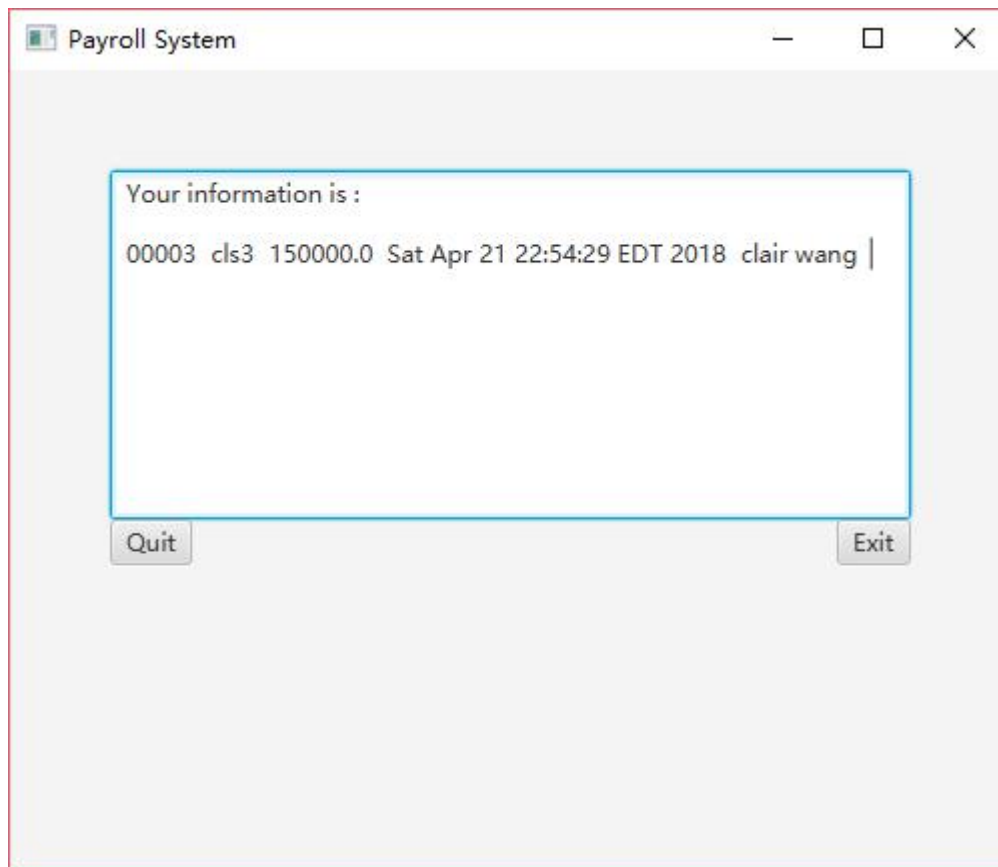 Payroll System
Your information is :
00003  cls3  150000.0  Sat Apr 21 22:54:29 EDT 2018  clair wang
Quit
Exit